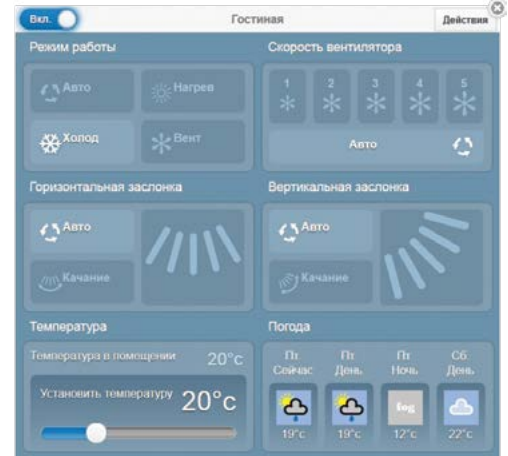 Вкл.
Гостиная
Действия
Режим работы
Авто
Нагрев
Холод
Вент
Скорость вентилятора
1 2 3 4 5
Авто
Горизонтальная заслонка
Авто
Качание
Вертикальная заслонка
Авто
Качание
Температура
Температура в помещении 20°c
Установить температуру 20°c
Погода
Пт Пт Пт Сб
Сейчас День Ночь День
fog
19°c 19°c 12°c 22°c